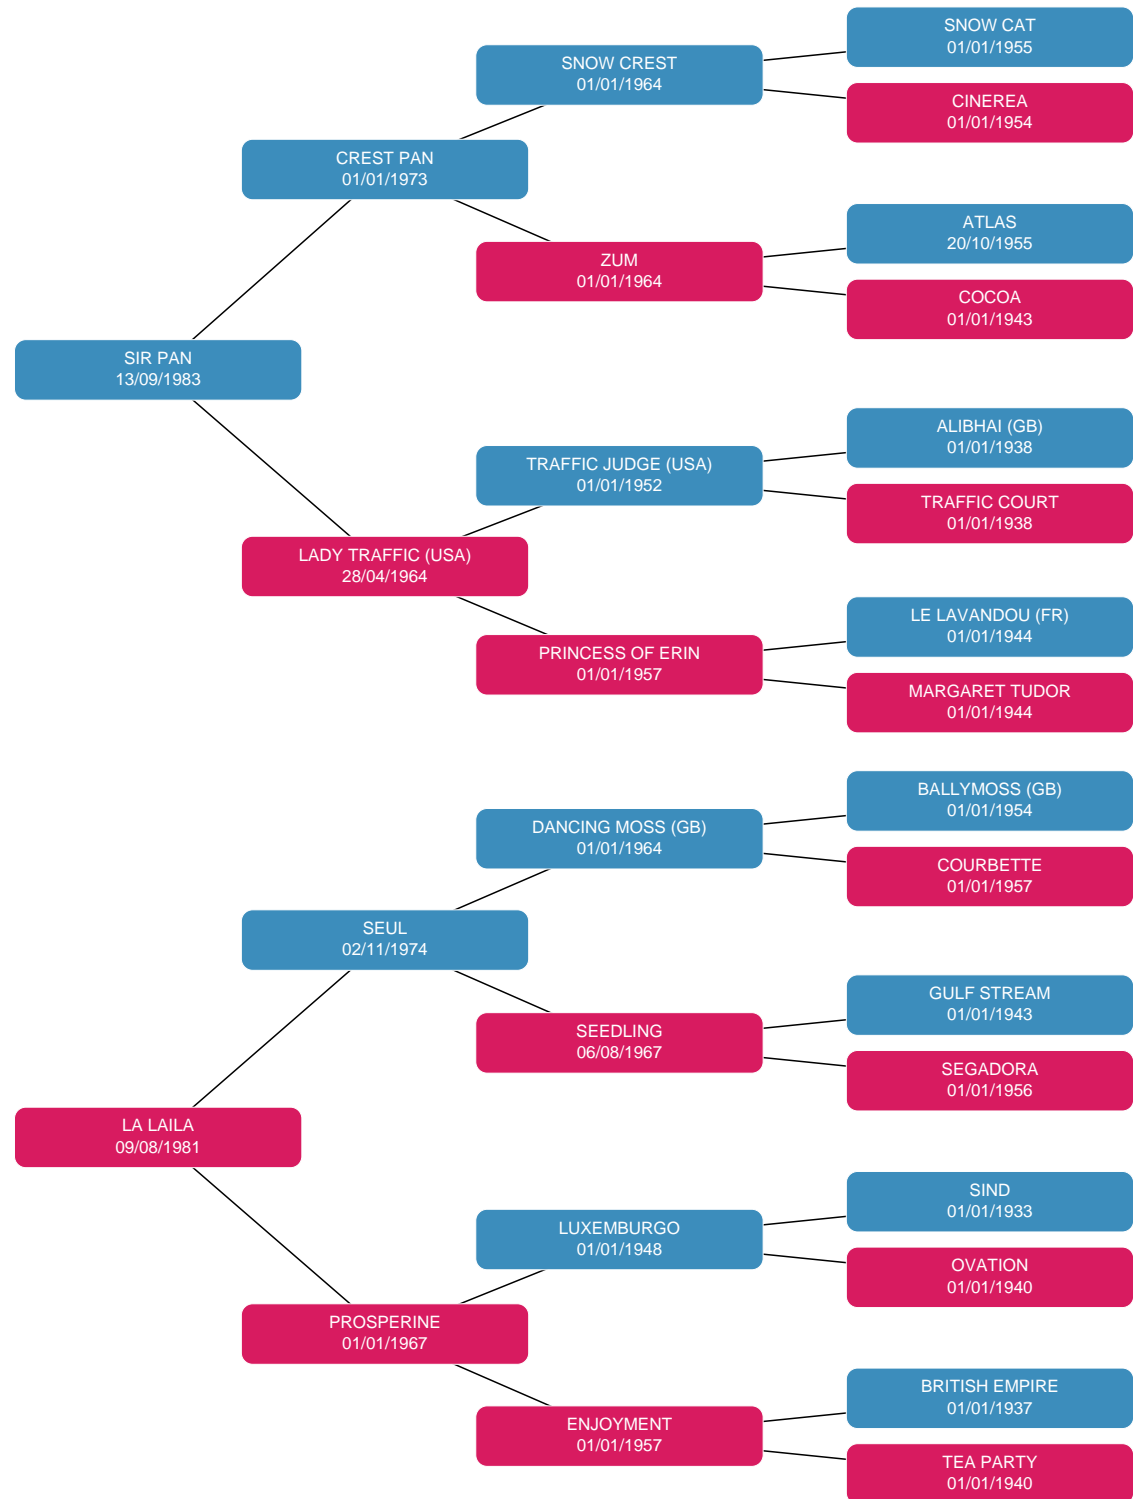 SNOW CAT
01/01/1955
SNOW CREST
01/01/1964
CINEREA
01/01/1954
CREST PAN
01/01/1973
ATLAS
20/10/1955
ZUM
01/01/1964
COCOA
01/01/1943
SIR PAN
13/09/1983
ALIBHAI (GB)
01/01/1938
TRAFFIC JUDGE (USA)
01/01/1952
TRAFFIC COURT
01/01/1938
LADY TRAFFIC (USA)
28/04/1964
LE LAVANDOU (FR)
01/01/1944
PRINCESS OF ERIN
01/01/1957
MARGARET TUDOR
01/01/1944
BALLYMOSS (GB)
01/01/1954
DANCING MOSS (GB)
01/01/1964
COURBETTE
01/01/1957
SEUL
02/11/1974
GULF STREAM
01/01/1943
SEEDLING
06/08/1967
SEGADORA
01/01/1956
LA LAILA
09/08/1981
SIND
01/01/1933
LUXEMBURGO
01/01/1948
OVATION
01/01/1940
PROSPERINE
01/01/1967
BRITISH EMPIRE
01/01/1937
ENJOYMENT
01/01/1957
TEA PARTY
01/01/1940